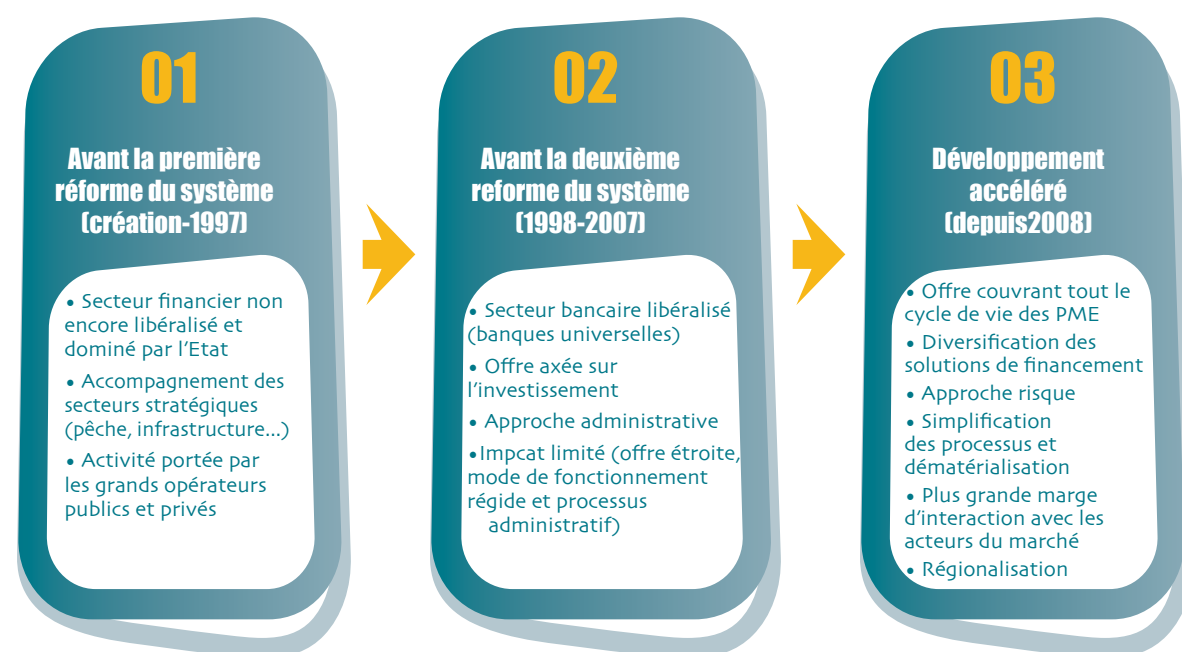 01
Avant la première
réforme du système
(création-1997)
• Secteur financier non
encore libéralisé et
dominé par l'Etat
• Accompagnement des
secteurs stratégiques
(pêche, infrastructure...)
• Activité portée par
les grands opérateurs
publics et privés
02
Avant la deuxième
reforme du système
(1998-2007)
• Secteur bancaire libéralisé
(banques universelles)
• Offre axée sur
l'investissement
• Approche administrative
•Impcat limité (offre étroite,
mode de fonctionnement
régide et processus
administratif)
03
Développement
accéléré
(depuis2008)
• Offre couvrant tout le
cycle de vie des PME
• Diversification des
solutions de financement
• Approche risque
• Simplification
des processus et
dématérialisation
• Plus grande marge
d'interaction avec les
acteurs du marché
• Régionalisation